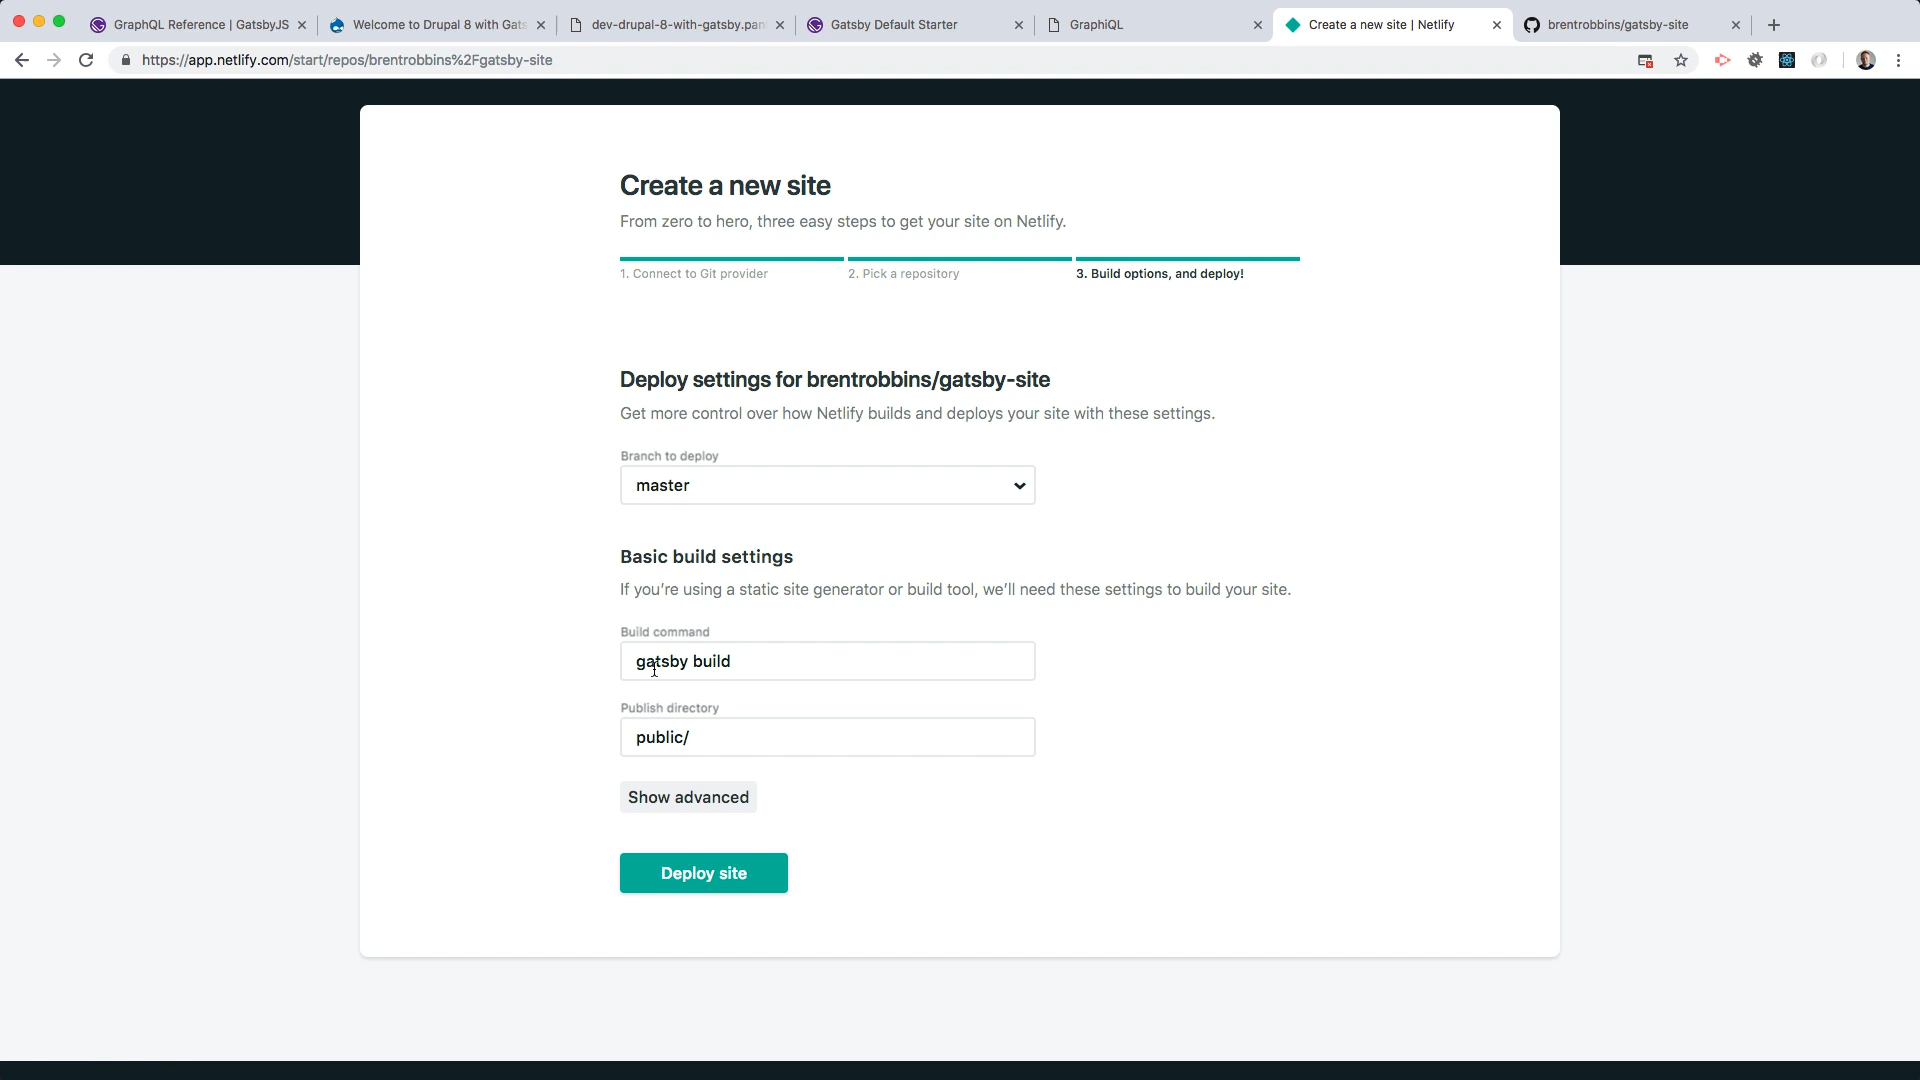 GraphQL Reference | GatsbyJS
Welcome to Drupal 8 with Gats
dev-drupal-8-with-gatsby.pan
Gatsby Default Starter
GraphiQL
Create a new site | Netlify
brentrobbins/gatsby-site
https://app.netlify.com/start/repos/brentrobbins%2Fgatsby-site
Create a new site
From zero to hero, three easy steps to get your site on Netlify.
1. Connect to Git provider
2. Pick a repository
3. Build options, and deploy!
Deploy settings for brentrobbins/gatsby-site
Get more control over how Netlify builds and deploys your site with these settings.
Branch to deploy
master
Basic build settings
If you’re using a static site generator or build tool, we’ll need these settings to build your site.
Build command
gatsby build
Publish directory
public/
Show advanced
Deploy site